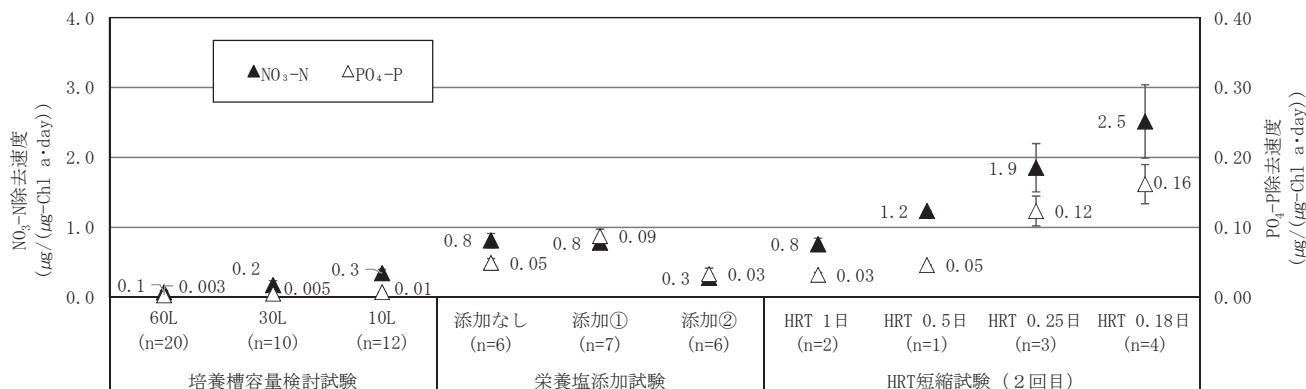 4.0
3.0
2.0
1.0
0.0
NO₃-N除去速度
(μg/(μg-Chl a・day))
▲NO₃-N △PO₄-P
0.1 0.003
0.2 0.005
0.3 0.01
0.8 0.05
0.8 0.09
0.3 0.03
0.8 0.03
1.2 0.05
1.9 0.12
2.5 0.16
0.40
0.30
0.20
0.10
0.00
PO₄-P除去速度
(μg/(μg-Chl a・day))
60L 30L 10L 添加なし 添加① 添加② HRT 1日 HRT 0.5日 HRT 0.25日 HRT 0.18日
(n=20) (n=10) (n=12) (n=6) (n=7) (n=6) (n=2) (n=1) (n=3) (n=4)
培養槽容量検討試験 栄養塩添加試験 HRT短縮試験（２回目）